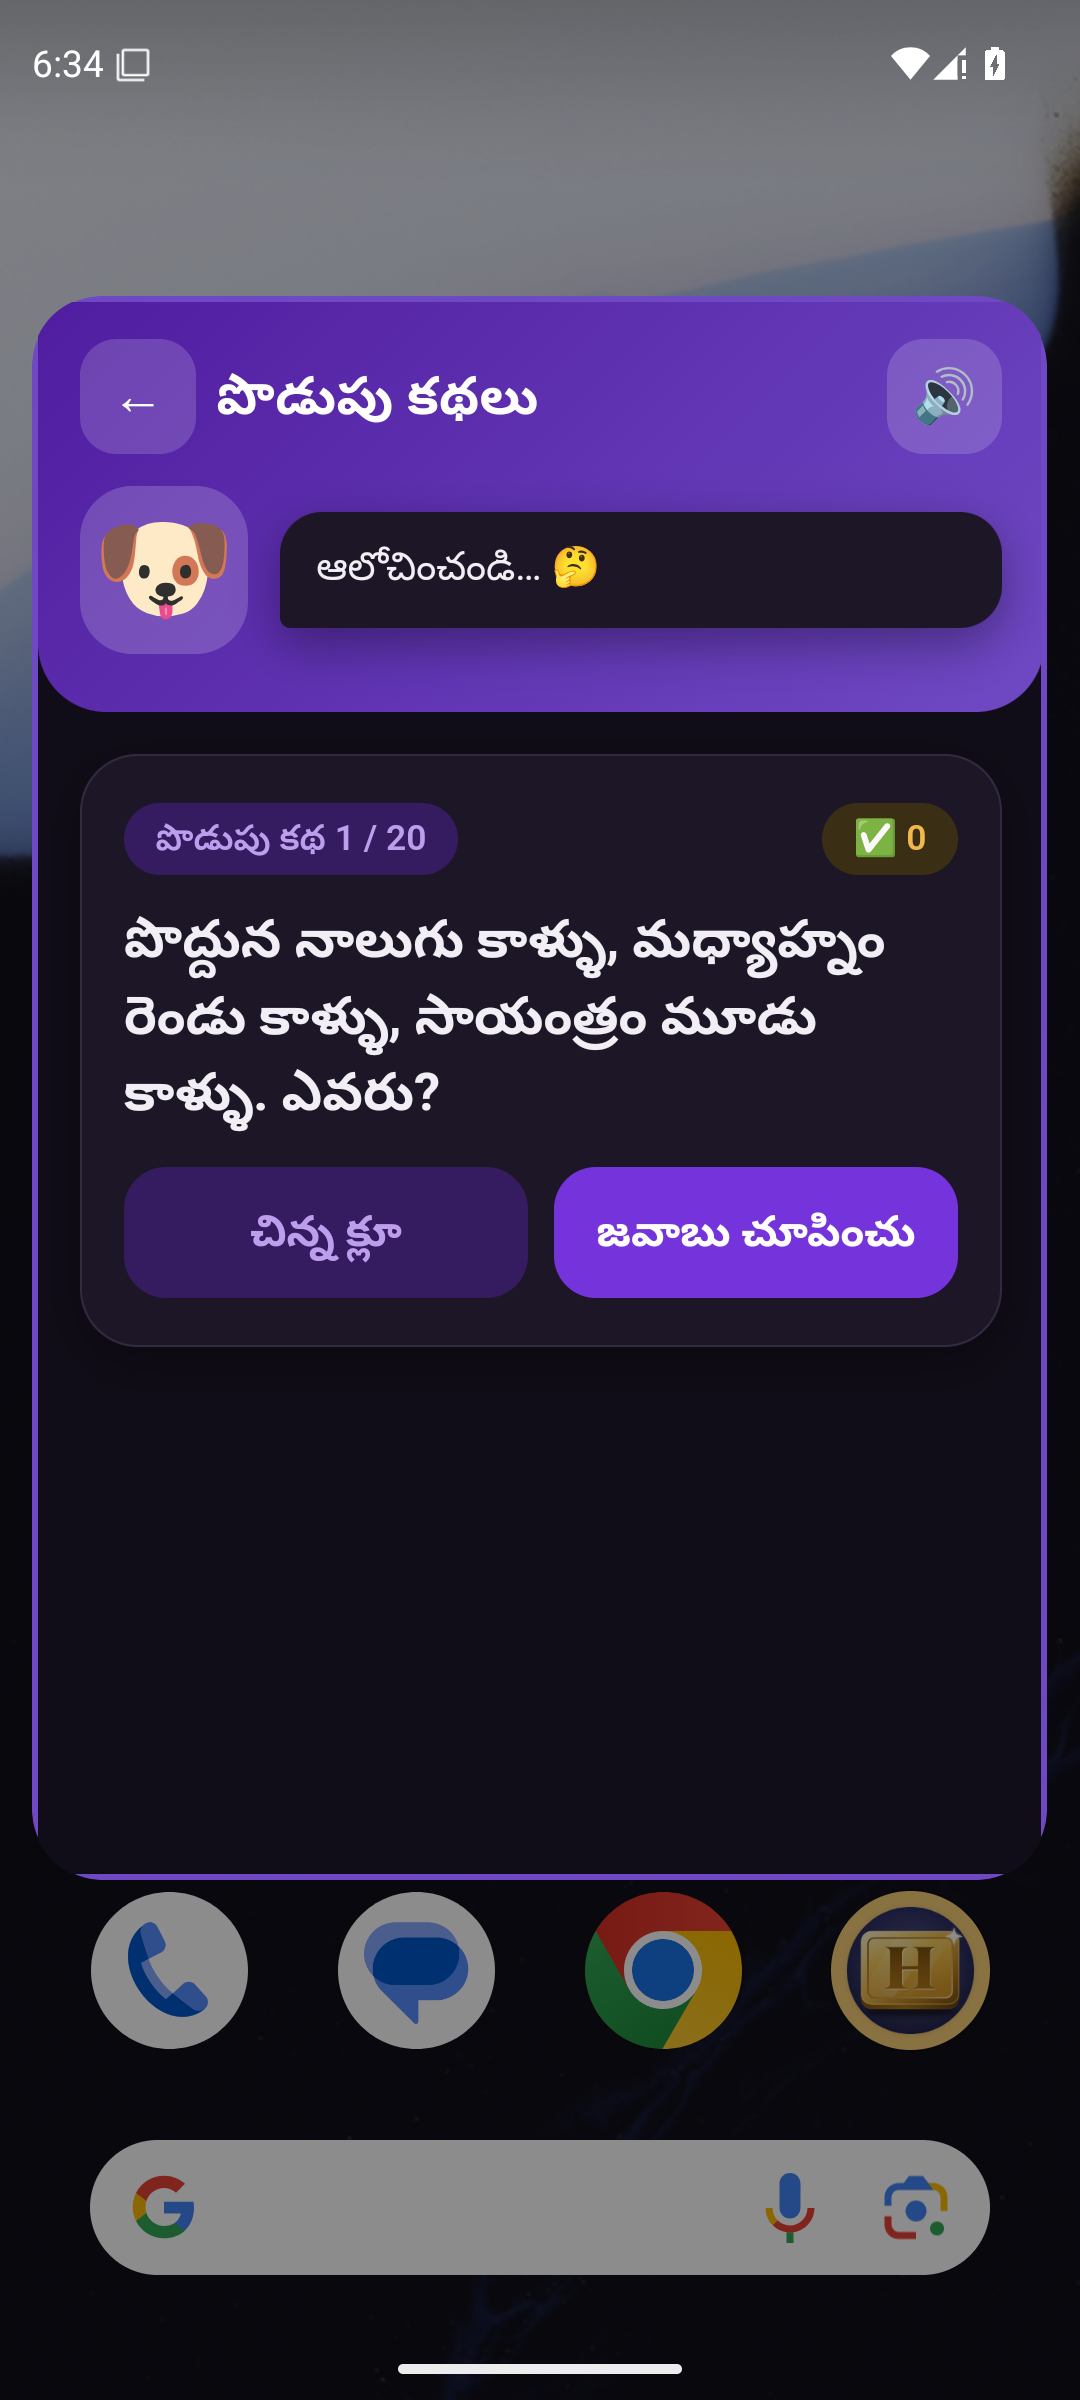 6:34
← పొడుపు కథలు
ఆలోచించండి... 🤔
పొడుపు కథ 1 / 20
✅ 0
పొద్దున నాలుగు కాళ్ళు, మధ్యాహ్నం
రెండు కాళ్ళు, సాయంత్రం మూడు
కాళ్ళు. ఎవరు?
చిన్న క్లూ
జవాబు చూపించు
H
G